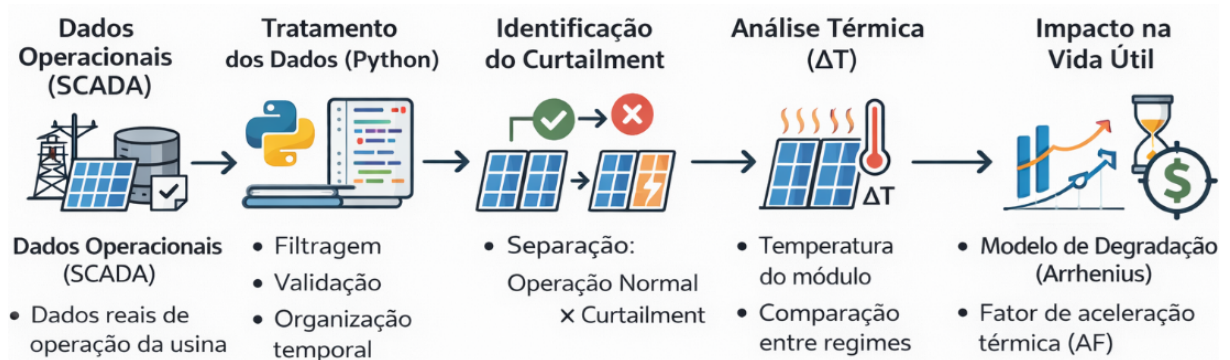 Dados
Operacionais
(SCADA)
Dados Operacionais
(SCADA)
• Dados reais de
operação da usina
Tratamento
dos Dados (Python)
• Filtragem
• Validação
• Organização
temporal
Identificação
do Curtailment
• Separação:
Operação Normal
× Curtailment
Análise Térmica
(ΔT)
ΔT
• Temperatura
do módulo
• Comparação
entre regimes
Impacto na
Vida Útil
$
• Modelo de Degradação
(Arrhenius)
• Fator de aceleração
térmica (AF)